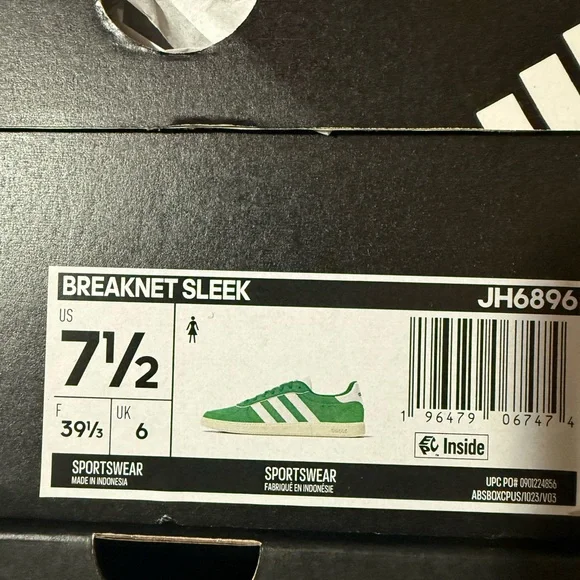 BREAKNET SLEEK JH6896
US
7½
F UK
39⅓ 6
1 96479 06747 4
Inside
SPORTSWEAR
MADE IN INDONESIA
SPORTSWEAR
FABRIQUÉ EN INDONÉSIE
UPC PO# 0901224856
ABSBOXCPUS/1023/V03